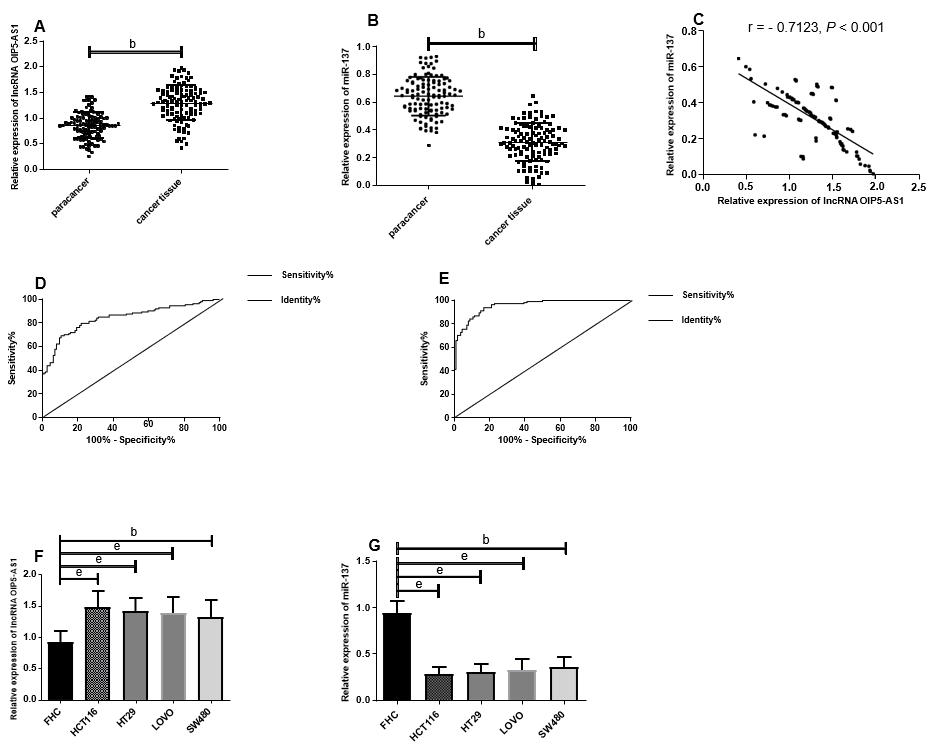 A
Relative expression of lncRNA OIP5-AS1
2.5
2.0
1.5
1.0
0.5
0.0
b
paracancer
cancer tissue
B
Relative expression of miR-137
1.0
0.8
0.6
0.4
0.2
0.0
b
paracancer
cancer tissue
C
r = - 0.7123, P < 0.001
Relative expression of miR-137
0.8
0.6
0.4
0.2
0.0
0.0
0.5
1.0
1.5
2.0
2.5
Relative expression of lncRNA OIP5-AS1
D
Sensitivity%
Identity%
Sensitivity%
100
80
60
40
20
0
0
20
40
60
80
100
100% - Specificity%
E
Sensitivity%
Identity%
Sensitivity%
100
80
60
40
20
0
0
20
40
60
80
100
100% - Specificity%
F
Relative expression of lncRNA OIP5-AS1
b
e
e
e
2.0
1.5
1.0
0.5
0.0
FHC
HCT116
HT29
LOVO
SW480
G
Relative expression of miR-137
b
e
e
e
1.5
1.0
0.5
0.0
FHC
HCT116
HT29
LOVO
SW480